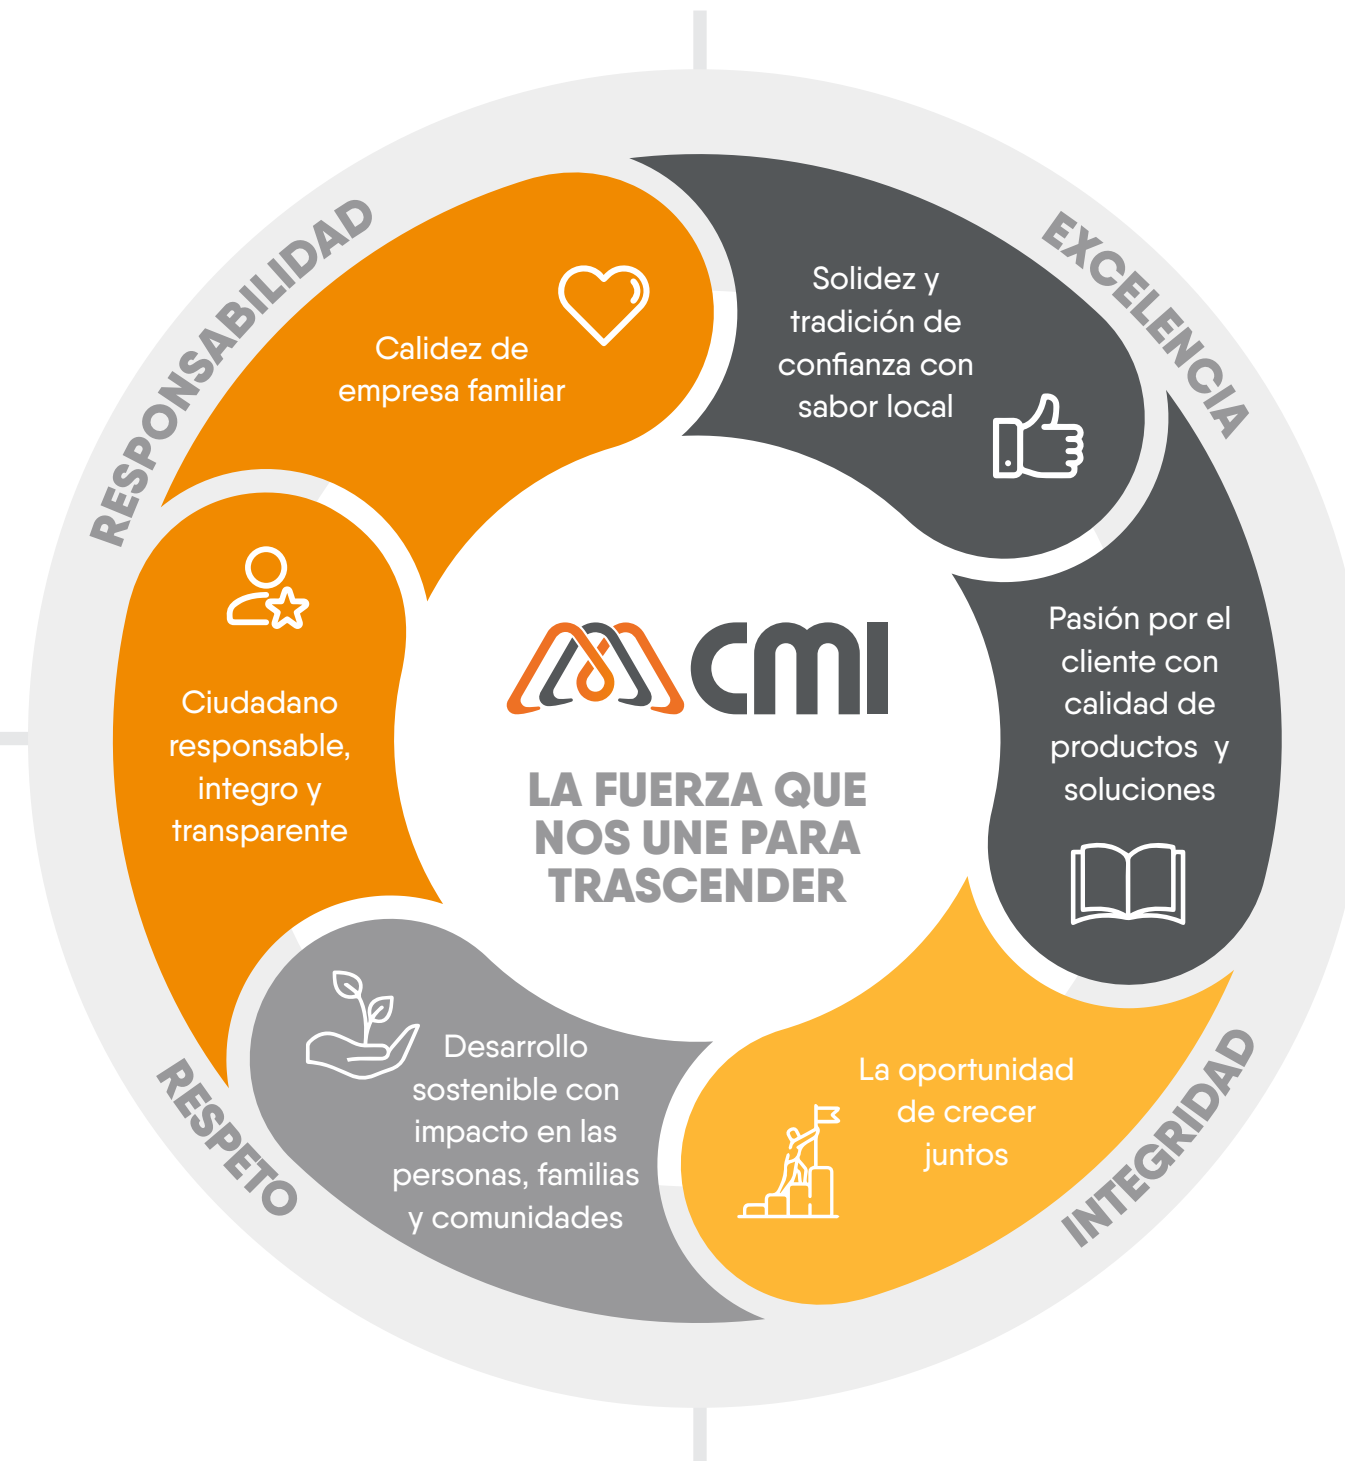 RESPONSABILIDAD
EXCELENCIA
Calidez de
empresa familiar
Solidez y
tradición de
confianza con
sabor local
Pasión por el
cliente con
calidad de
productos y
soluciones
Ciudadano
responsable,
integro y
transparente
CMI
LA FUERZA QUE
NOS UNE PARA
TRASCENDER
Desarrollo
sostenible con
impacto en las
personas, familias
y comunidades
La oportunidad
de crecer
juntos
RESPETO
INTEGRIDAD